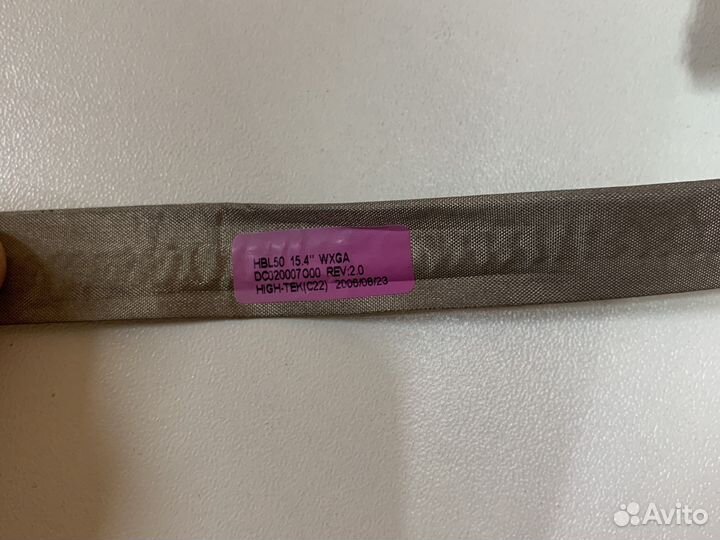 HBL50 15.4" WXGA
DC020007O00 REV:2.0
HIGH-TEK(C22) 2006/08/23
Avito